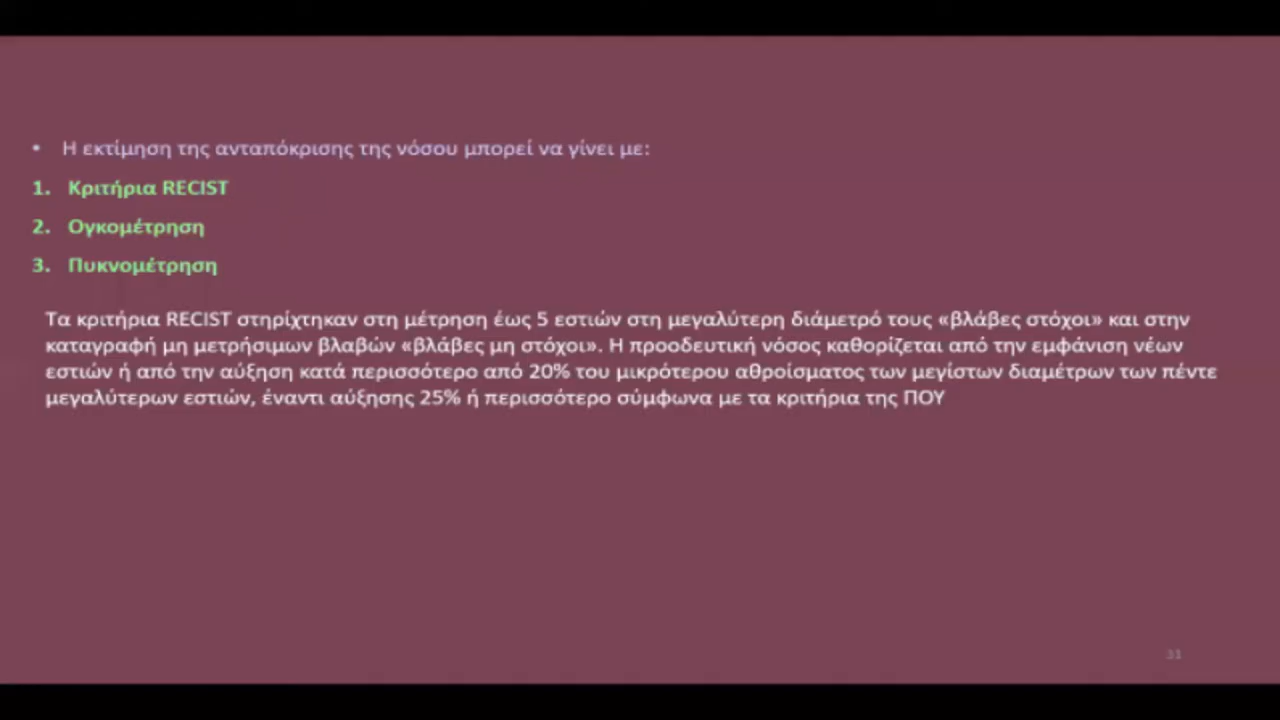 • Η εκτίμηση της ανταπόκρισης της νόσου μπορεί να γίνει με:
1. Κριτήρια RECIST
2. Ογκομέτρηση
3. Πυκνομέτρηση
Τα κριτήρια RECIST στηρίχτηκαν στη μέτρηση έως 5 εστιών στη μεγαλύτερη διάμετρό τους «βλάβες στόχοι» και στην
καταγραφή μη μετρήσιμων βλαβών «βλάβες μη στόχοι». Η προοδευτική νόσος καθορίζεται από την εμφάνιση νέων
εστιών ή από την αύξηση κατά περισσότερο από 20% του μικρότερου αθροίσματος των μεγίστων διαμέτρων των πέντε
μεγαλύτερων εστιών, έναντι αύξησης 25% ή περισσότερο σύμφωνα με τα κριτήρια της ΠΟΥ
31